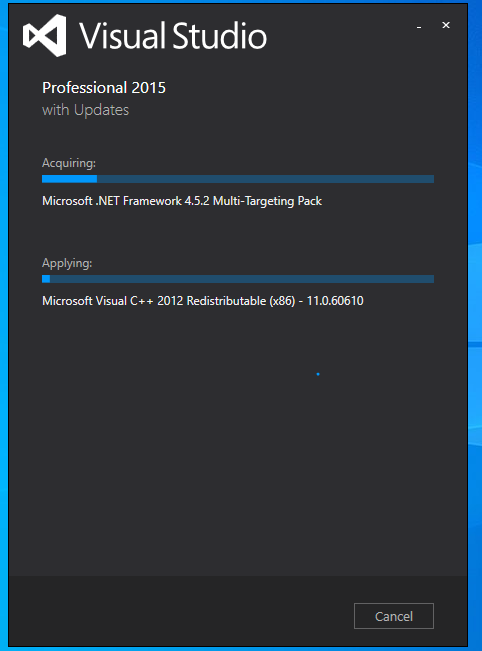 Visual Studio
Professional 2015
with Updates
Acquiring:
Microsoft .NET Framework 4.5.2 Multi-Targeting Pack
Applying:
Microsoft Visual C++ 2012 Redistributable (x86) - 11.0.60610
Cancel